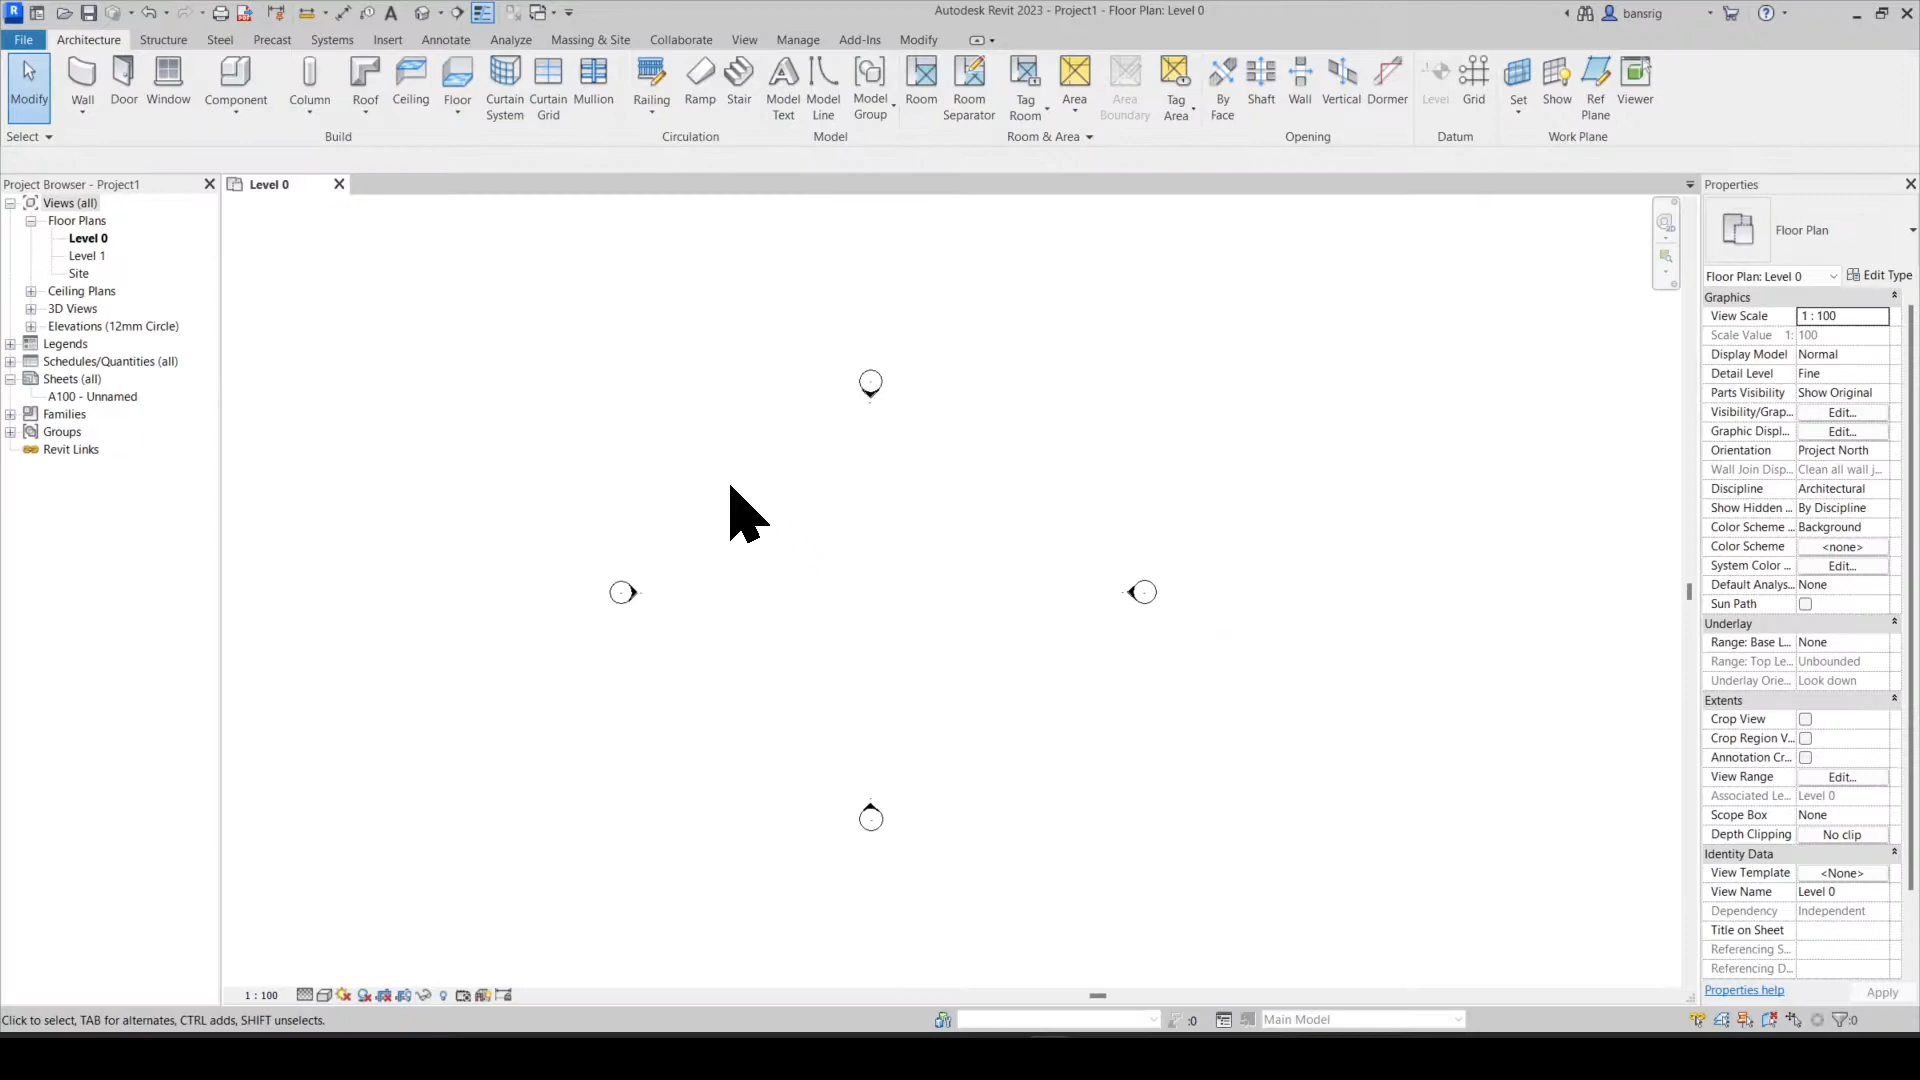 Autodesk Revit 2023 - Project1 - Floor Plan: Level 0
bansrig
File Architecture Structure Steel Precast Systems Insert Annotate Analyze Massing & Site Collaborate View Manage Add-Ins Modify
Modify Wall Door Window Component Column Roof Ceiling Floor Curtain System Curtain Grid Mullion Railing Ramp Stair Model Text Model Line Model Group Room Room Separator Tag Room Area Area Boundary Tag Area By Face Shaft Wall Vertical Dormer Level Grid Set Show Ref Plane Viewer
Select Build Circulation Model Room & Area Opening Datum Work Plane
Project Browser - Project1
Views (all)
Floor Plans
Level 0
Level 1
Site
Ceiling Plans
3D Views
Elevations (12mm Circle)
Legends
Schedules/Quantities (all)
Sheets (all)
A100 - Unnamed
Families
Groups
Revit Links
Level 0
Properties
Floor Plan
Floor Plan: Level 0 Edit Type
Graphics
View Scale 1 : 100
Scale Value 1: 100
Display Model Normal
Detail Level Fine
Parts Visibility Show Original
Visibility/Grap... Edit...
Graphic Displ... Edit...
Orientation Project North
Wall Join Disp... Clean all wall j...
Discipline Architectural
Show Hidden ... By Discipline
Color Scheme ... Background
Color Scheme <none>
System Color ... Edit...
Default Analys... None
Sun Path
Underlay
Range: Base L... None
Range: Top Le... Unbounded
Underlay Orie... Look down
Extents
Crop View
Crop Region V...
Annotation Cr...
View Range Edit...
Associated Le... Level 0
Scope Box None
Depth Clipping No clip
Identity Data
View Template <None>
View Name Level 0
Dependency Independent
Title on Sheet
Referencing S...
Referencing D...
Properties help Apply
1 : 100
Click to select, TAB for alternates, CTRL adds, SHIFT unselects.
:0
Main Model
:0